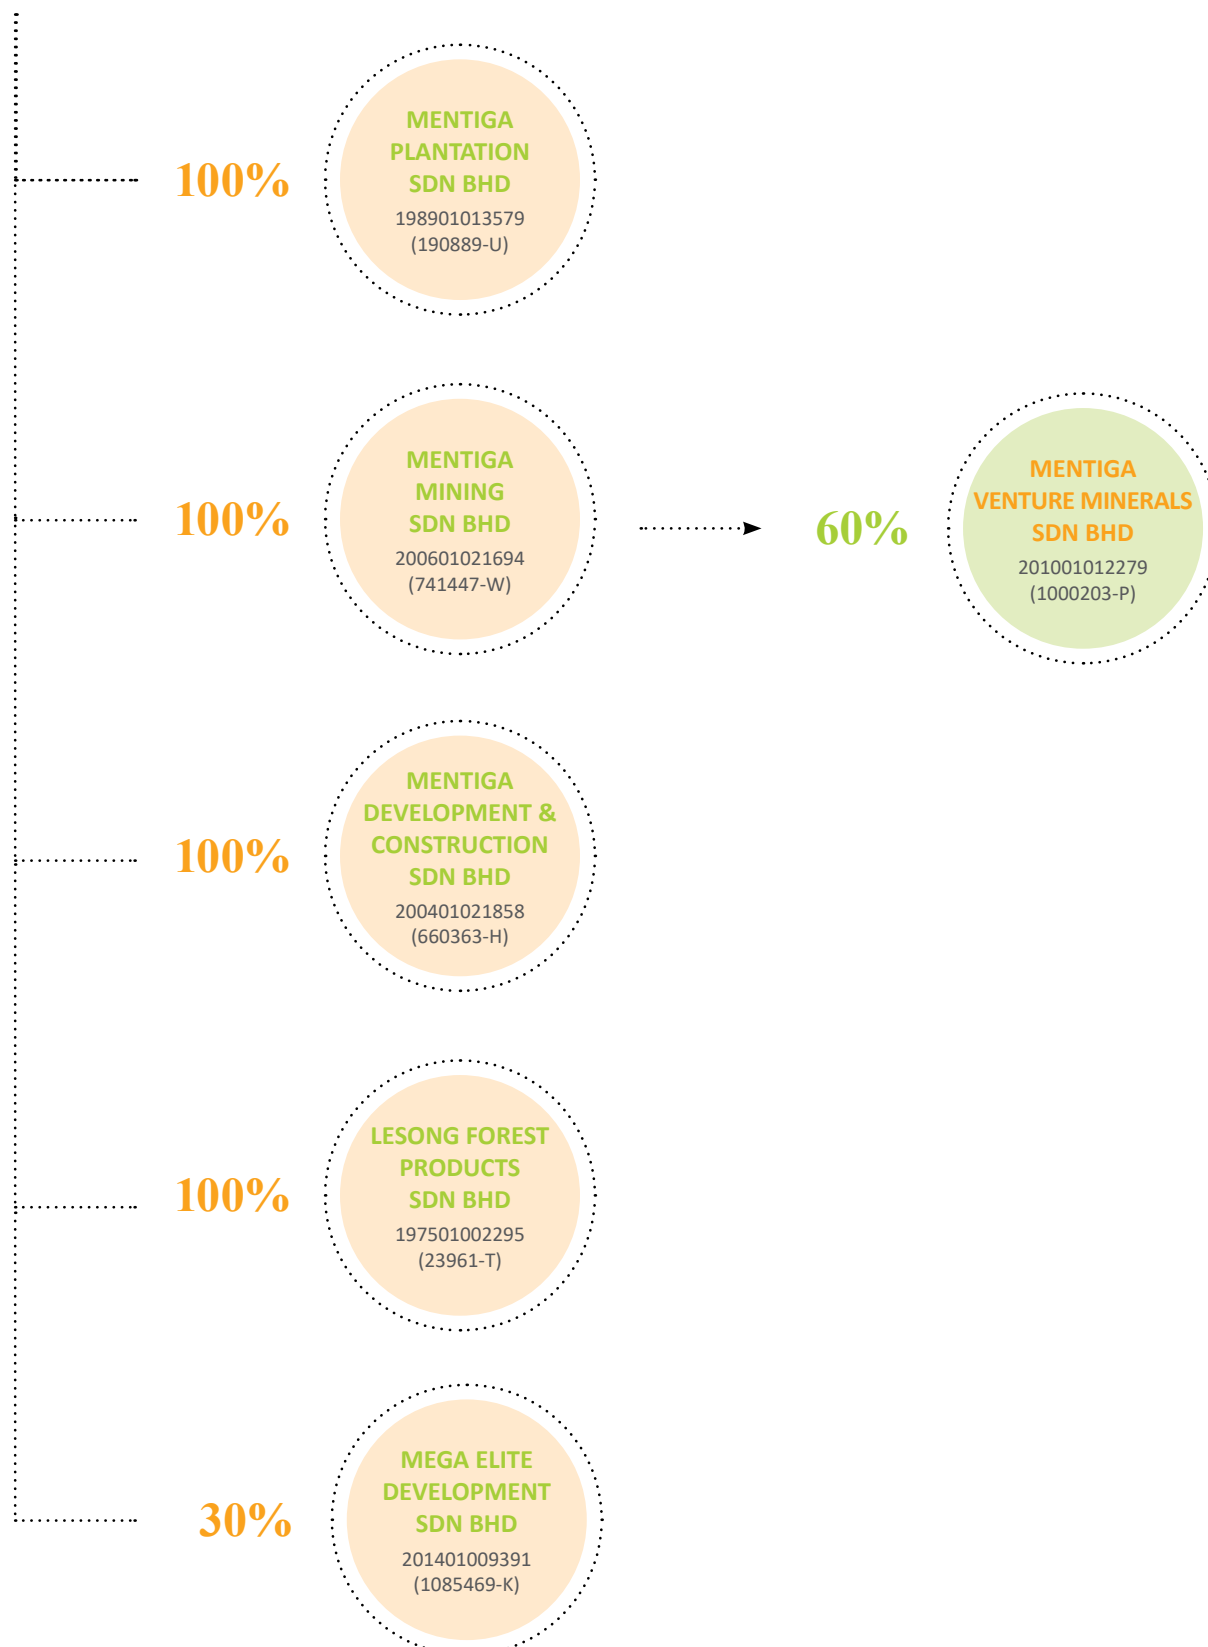 100%
MENTIGA
PLANTATION
SDN BHD
198901013579
(190889-U)
100%
MENTIGA
MINING
SDN BHD
200601021694
(741447-W)
60%
MENTIGA
VENTURE MINERALS
SDN BHD
201001012279
(1000203-P)
100%
MENTIGA
DEVELOPMENT &
CONSTRUCTION
SDN BHD
200401021858
(660363-H)
100%
LESONG FOREST
PRODUCTS
SDN BHD
197501002295
(23961-T)
30%
MEGA ELITE
DEVELOPMENT
SDN BHD
201401009391
(1085469-K)